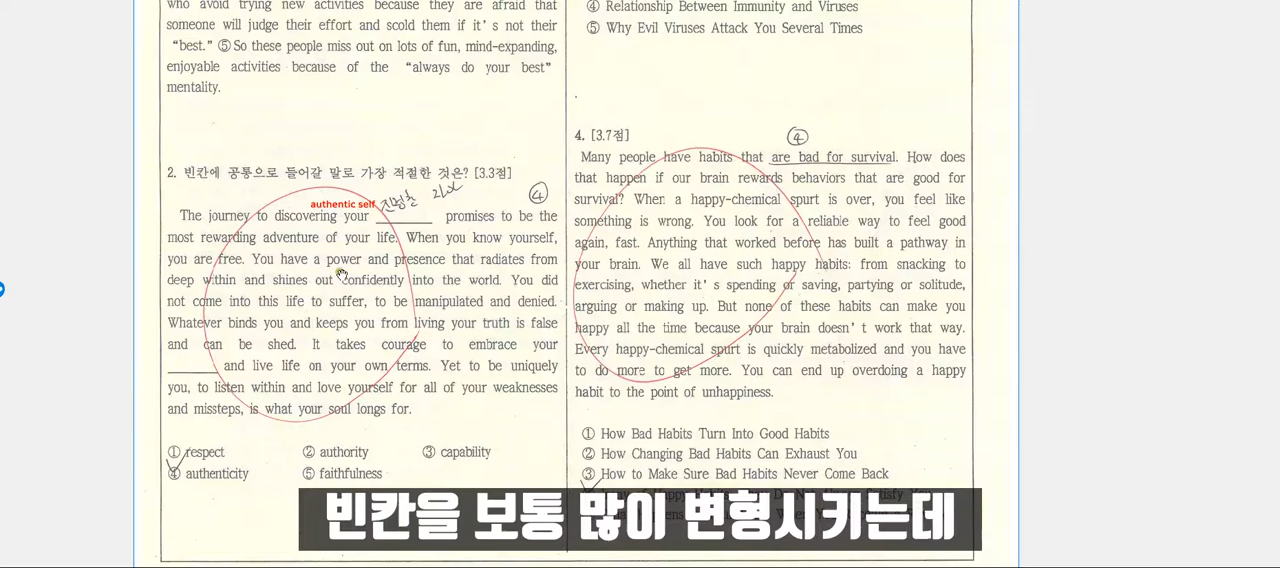 who avoid trying new activities because they are afraid that
someone will judge their effort and scold them if it's not their
“best.” ⑤ So these people miss out on lots of fun, mind-expanding,
enjoyable activities because of the “always do your best”
mentality.
2. 빈칸에 공통으로 들어갈 말로 가장 적절한 것은? [3.3점]
④
authentic self 진정한
The journey to discovering your ______ promises to be the
most rewarding adventure of your life. When you know yourself,
you are free. You have a power and presence that radiates from
deep within and shines out confidently into the world. You did
not come into this life to suffer, to be manipulated and denied.
Whatever binds you and keeps you from living your truth is false
and can be shed. It takes courage to embrace your
______ and live life on your own terms. Yet to be uniquely
you, to listen within and love yourself for all of your weaknesses
and missteps, is what your soul longs for.
① respect ② authority ③ capability
④ authenticity ⑤ faithfulness
④ Relationship Between Immunity and Viruses
⑤ Why Evil Viruses Attack You Several Times
4. [3.7점]
④
Many people have habits that are bad for survival. How does
that happen if our brain rewards behaviors that are good for
survival? When a happy-chemical spurt is over, you feel like
something is wrong. You look for a reliable way to feel good
again, fast. Anything that worked before has built a pathway in
your brain. We all have such happy habits: from snacking to
exercising, whether it's spending or saving, partying or solitude,
arguing or making up. But none of these habits can make you
happy all the time because your brain doesn't work that way.
Every happy-chemical spurt is quickly metabolized and you have
to do more to get more. You can end up overdoing a happy
habit to the point of unhappiness.
① How Bad Habits Turn Into Good Habits
② How Changing Bad Habits Can Exhaust You
③ How to Make Sure Bad Habits Never Come Back
빈칸을 보통 많이 변형시키는데